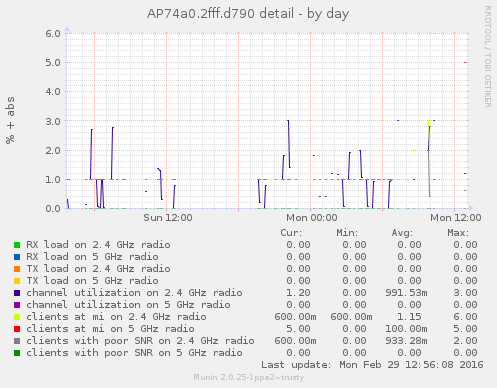 AP74a0.2fff.d790 detail - by day
RRDTOOL / TOBI OETIKER
% + abs
6.0
5.0
4.0
3.0
2.0
1.0
0.0
Sun 12:00 Mon 00:00 Mon 12:00
Cur: Min: Avg: Max:
RX load on 2.4 GHz radio 0.00 0.00 0.00 0.00
RX load on 5 GHz radio 0.00 0.00 0.00 0.00
TX load on 2.4 GHz radio 0.00 0.00 0.00 0.00
TX load on 5 GHz radio 0.00 0.00 0.00 0.00
channel utilization on 2.4 GHz radio 1.20 0.00 991.53m 3.00
channel utilization on 5 GHz radio 0.00 0.00 0.00 0.00
clients at mi on 2.4 GHz radio 600.00m 600.00m 1.15 6.00
clients at mi on 5 GHz radio 5.00 0.00 100.00m 5.00
clients with poor SNR on 2.4 GHz radio 600.00m 0.00 933.28m 2.00
clients with poor SNR on 5 GHz radio 0.00 0.00 0.00 0.00
Last update: Mon Feb 29 12:56:08 2016
Munin 2.0.25-1ppa2~trusty